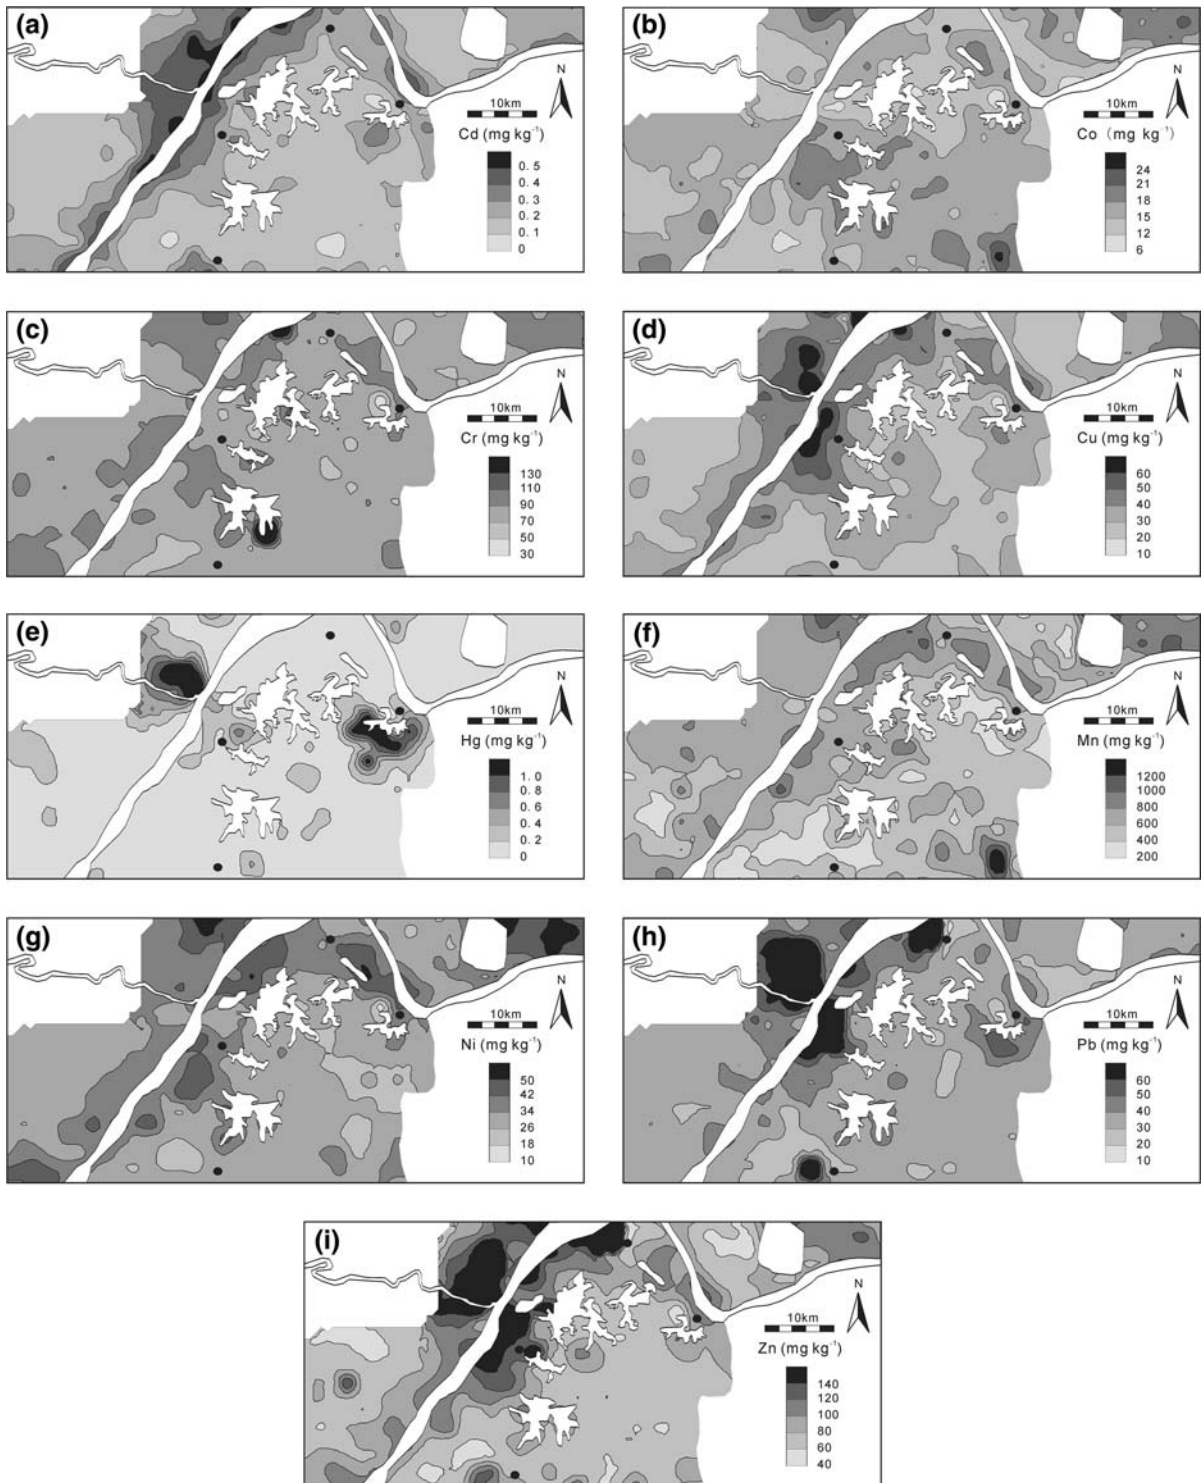 (a)
N
10km
Cd (mg kg⁻¹)
0. 5
0. 4
0. 3
0. 2
0. 1
0
(b)
N
10km
Co (mg kg⁻¹)
24
21
18
15
12
6
(c)
N
10km
Cr (mg kg⁻¹)
130
110
90
70
50
30
(d)
N
10km
Cu (mg kg⁻¹)
60
50
40
30
20
10
(e)
N
10km
Hg (mg kg⁻¹)
1. 0
0. 8
0. 6
0. 4
0. 2
0
(f)
N
10km
Mn (mg kg⁻¹)
1200
1000
800
600
400
200
(g)
N
10km
Ni (mg kg⁻¹)
50
42
34
26
18
10
(h)
N
10km
Pb (mg kg⁻¹)
60
50
40
30
20
10
(i)
N
10km
Zn (mg kg⁻¹)
140
120
100
80
60
40